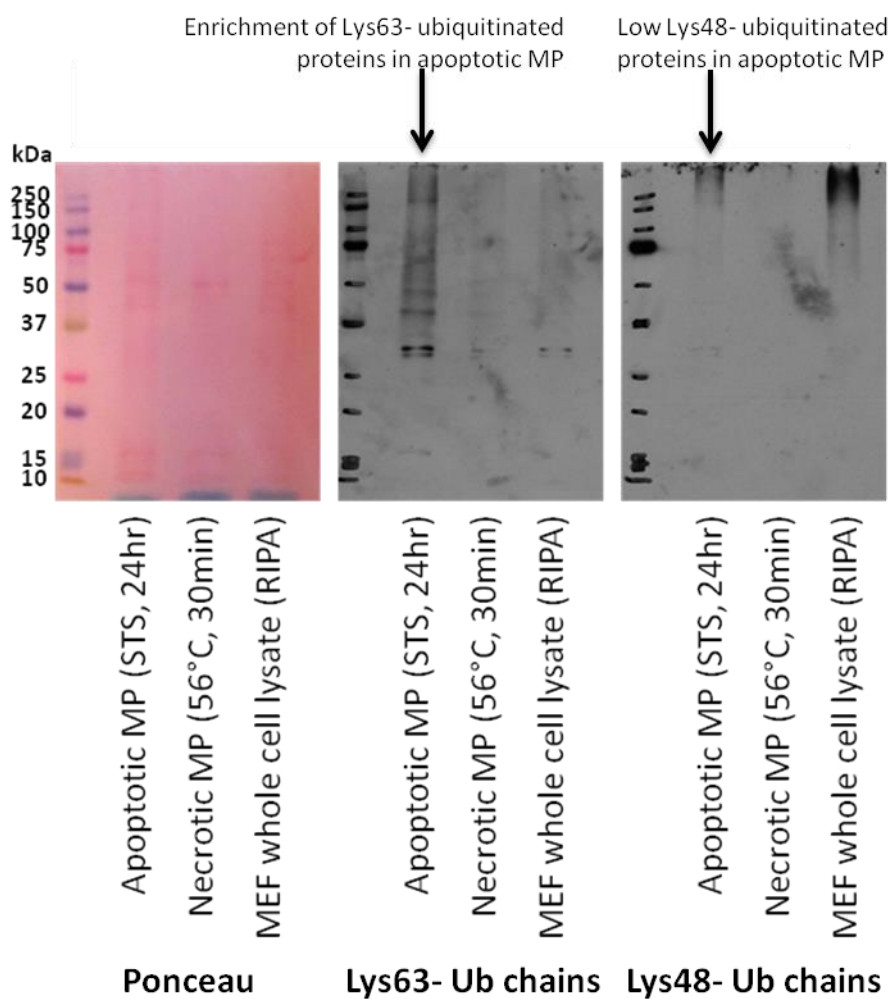 Enrichment of Lys63- ubiquitinated
proteins in apoptotic MP
Low Lys48- ubiquitinated
proteins in apoptotic MP
kDa
250
150
100
75
50
37
25
20
15
10
Apoptotic MP (STS, 24hr)
Necrotic MP (56°C, 30min)
MEF whole cell lysate (RIPA)
Apoptotic MP (STS, 24hr)
Necrotic MP (56°C, 30min)
MEF whole cell lysate (RIPA)
Apoptotic MP (STS, 24hr)
Necrotic MP (56°C, 30min)
MEF whole cell lysate (RIPA)
Ponceau
Lys63- Ub chains
Lys48- Ub chains